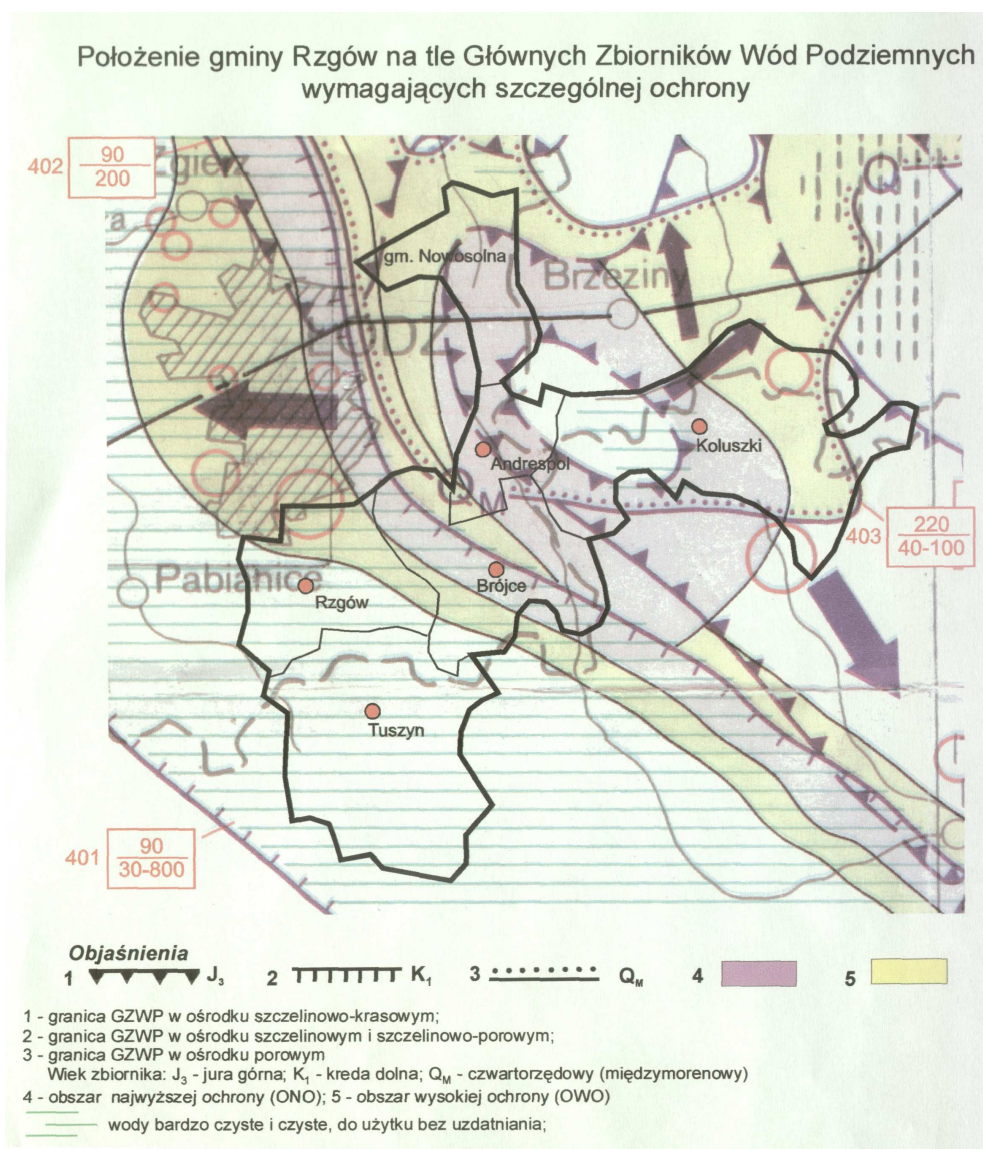 Położenie gminy Rzgów na tle Głównych Zbiorników Wód Podziemnych
wymagających szczególnej ochrony
402
90
200
Zgierz
a
Q
gm. Nowosolna
Brzeziny
ŁÓDŹ
Koluszki
Andrespol
QM
403
220
40-100
Pabianice
Rzgów
Brójce
Tuszyn
401
90
30-800
Objaśnienia
1 J3 2 K1 3 QM 4 5
1 - granica GZWP w ośrodku szczelinowo-krasowym;
2 - granica GZWP w ośrodku szczelinowym i szczelinowo-porowym;
3 - granica GZWP w ośrodku porowym
Wiek zbiornika: J3 - jura górna; K1 - kreda dolna; QM - czwartorzędowy (międzymorenowy)
4 - obszar najwyższej ochrony (ONO); 5 - obszar wysokiej ochrony (OWO)
wody bardzo czyste i czyste, do użytku bez uzdatniania;